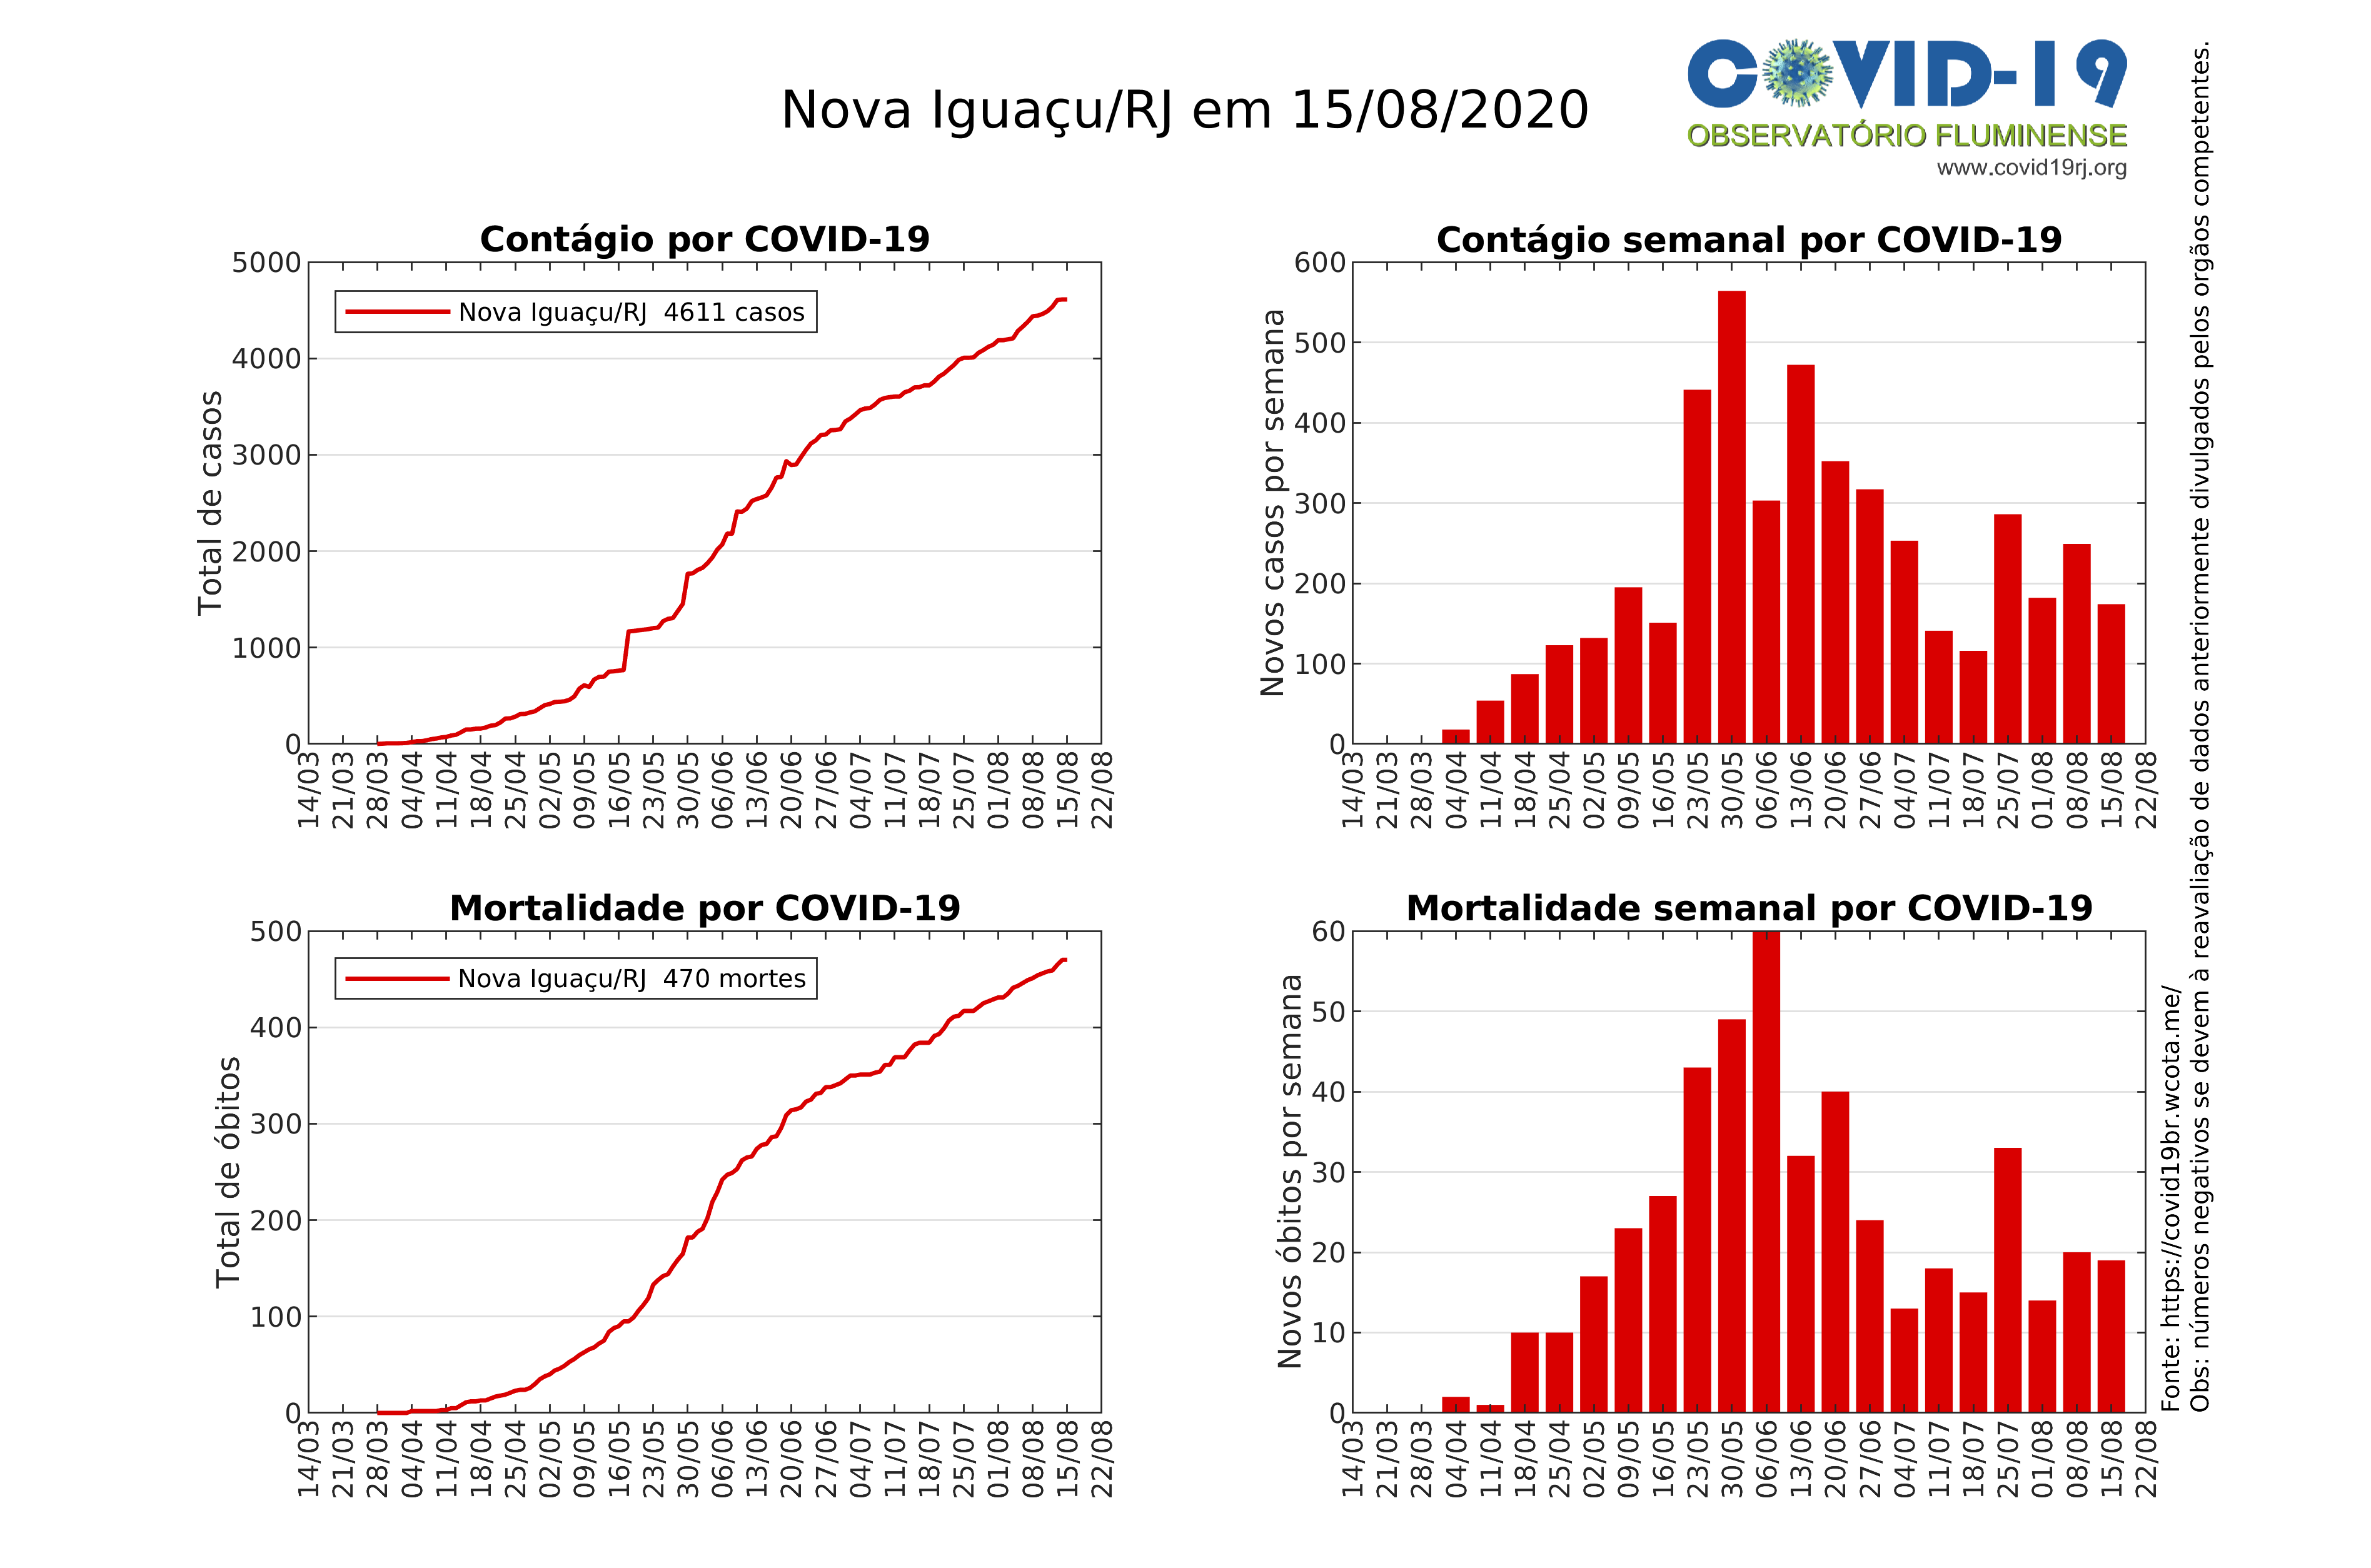 Nova Iguaçu/RJ em 15/08/2020
COVID-19
OBSERVATÓRIO FLUMINENSE
www.covid19rj.org
Contágio por COVID-19
Total de casos
5000
4000
3000
2000
1000
0
Nova Iguaçu/RJ 4611 casos
14/03 21/03 28/03 04/04 11/04 18/04 25/04 02/05 09/05 16/05 23/05 30/05 06/06 13/06 20/06 27/06 04/07 11/07 18/07 25/07 01/08 08/08 15/08 22/08
Contágio semanal por COVID-19
Novos casos por semana
600
500
400
300
200
100
0
14/03 21/03 28/03 04/04 11/04 18/04 25/04 02/05 09/05 16/05 23/05 30/05 06/06 13/06 20/06 27/06 04/07 11/07 18/07 25/07 01/08 08/08 15/08 22/08
Mortalidade por COVID-19
Total de óbitos
500
400
300
200
100
0
Nova Iguaçu/RJ 470 mortes
14/03 21/03 28/03 04/04 11/04 18/04 25/04 02/05 09/05 16/05 23/05 30/05 06/06 13/06 20/06 27/06 04/07 11/07 18/07 25/07 01/08 08/08 15/08 22/08
Mortalidade semanal por COVID-19
Novos óbitos por semana
60
50
40
30
20
10
0
14/03 21/03 28/03 04/04 11/04 18/04 25/04 02/05 09/05 16/05 23/05 30/05 06/06 13/06 20/06 27/06 04/07 11/07 18/07 25/07 01/08 08/08 15/08 22/08
Fonte: https://covid19br.wcota.me/
Obs: números negativos se devem à reavaliação de dados anteriormente divulgados pelos orgãos competentes.